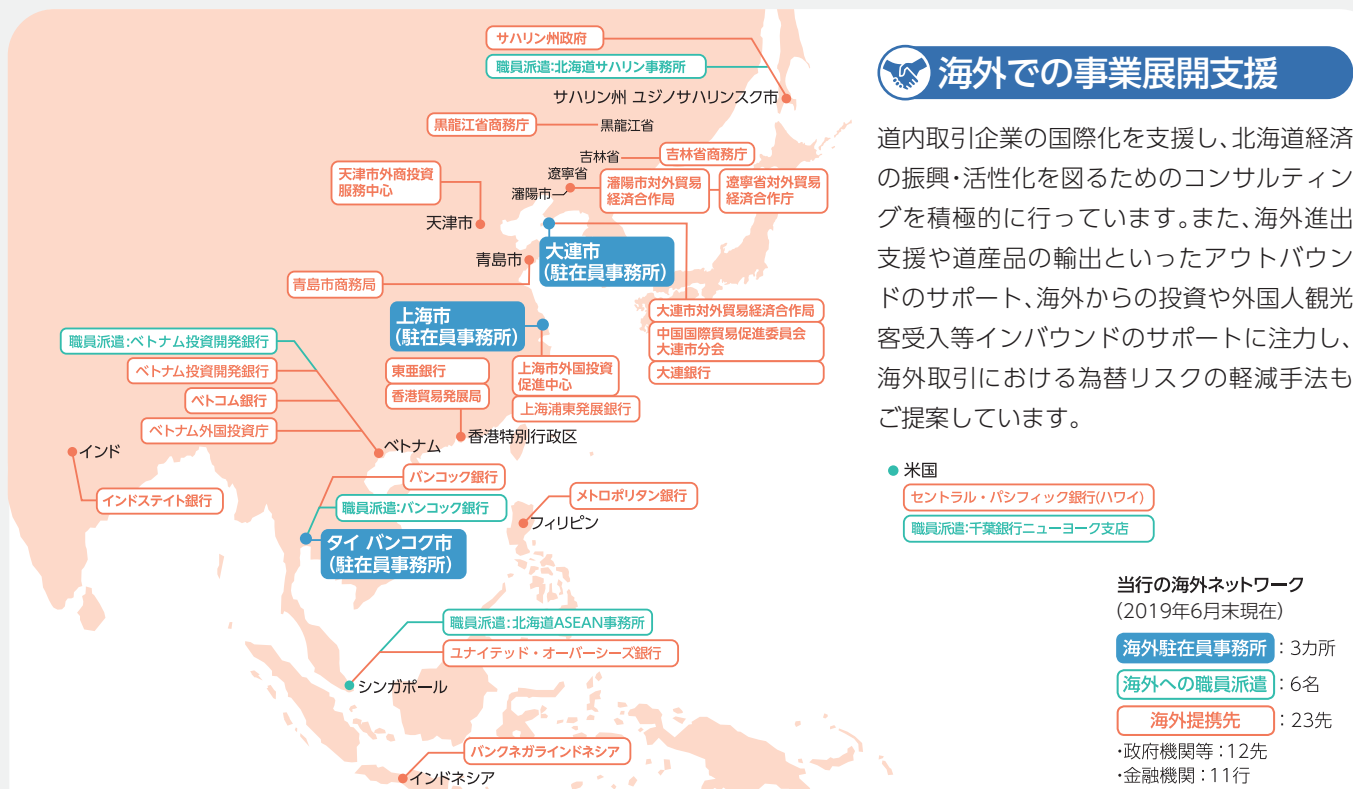 サハリン州政府
職員派遣:北海道サハリン事務所
サハリン州 ユジノサハリンスク市
黒龍江省商務庁
黒龍江省
吉林省
吉林省商務庁
遼寧省
瀋陽市
瀋陽市対外貿易
経済合作局
遼寧省対外貿易
経済合作庁
天津市外商投資
服務中心
天津市
大連市
(駐在員事務所)
青島市
青島市商務局
大連市対外貿易経済合作局
中国国際貿易促進委員会
大連市分会
大連銀行
上海市
(駐在員事務所)
上海市外国投資
促進中心
上海浦東発展銀行
東亜銀行
香港貿易発展局
香港特別行政区
職員派遣:ベトナム投資開発銀行
ベトナム投資開発銀行
ベトコム銀行
ベトナム外国投資庁
ベトナム
インド
インドステイト銀行
バンコック銀行
職員派遣:バンコック銀行
タイ バンコク市
(駐在員事務所)
メトロポリタン銀行
フィリピン
職員派遣:北海道ASEAN事務所
ユナイテッド・オーバーシーズ銀行
シンガポール
バンクネガラインドネシア
インドネシア
海外での事業展開支援
道内取引企業の国際化を支援し、北海道経済
の振興・活性化を図るためのコンサルティン
グを積極的に行っています。また、海外進出
支援や道産品の輸出といったアウトバウン
ドのサポート、海外からの投資や外国人観光
客受入等インバウンドのサポートに注力し、
海外取引における為替リスクの軽減手法も
ご提案しています。
米国
セントラル・パシフィック銀行(ハワイ)
職員派遣:千葉銀行ニューヨーク支店
当行の海外ネットワーク
(2019年6月末現在)
海外駐在員事務所:3カ所
海外への職員派遣:6名
海外提携先:23先
・政府機関等:12先
・金融機関:11行